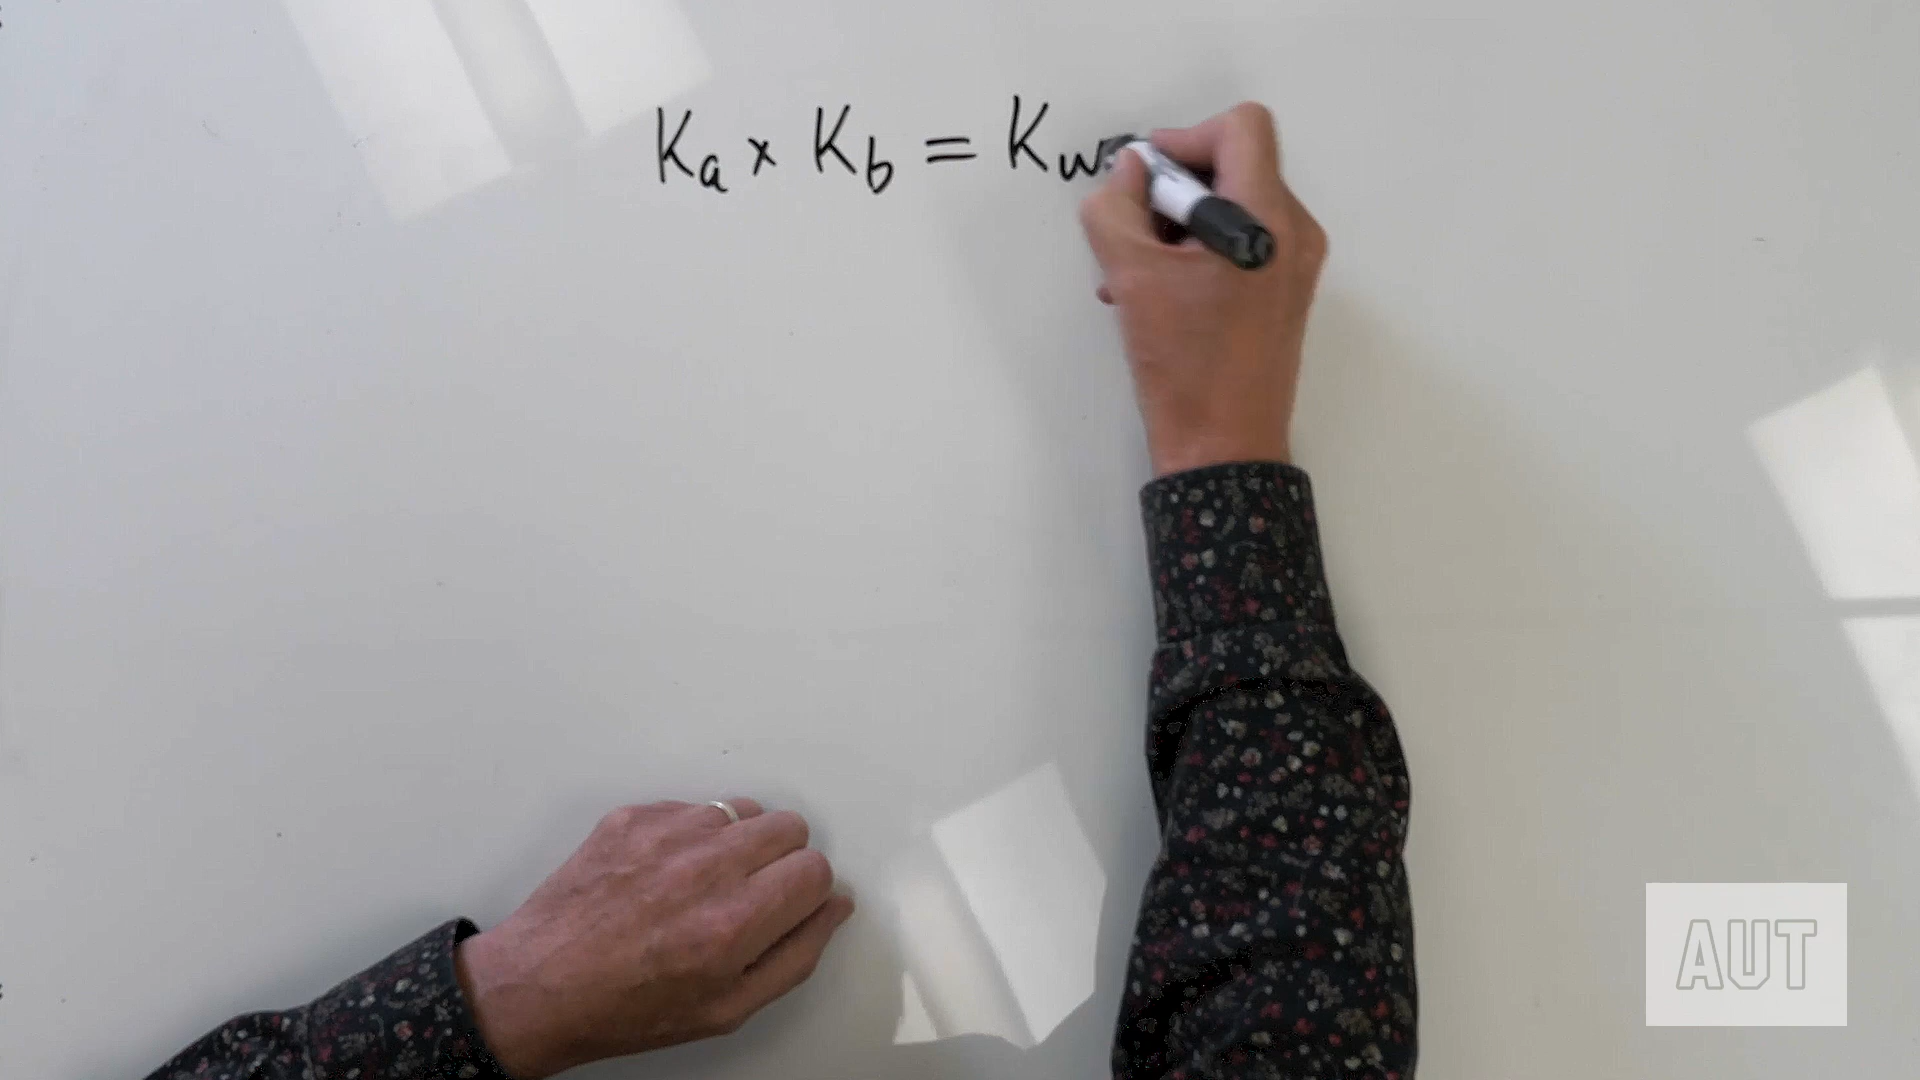 Ka × Kb = Kw
AUT